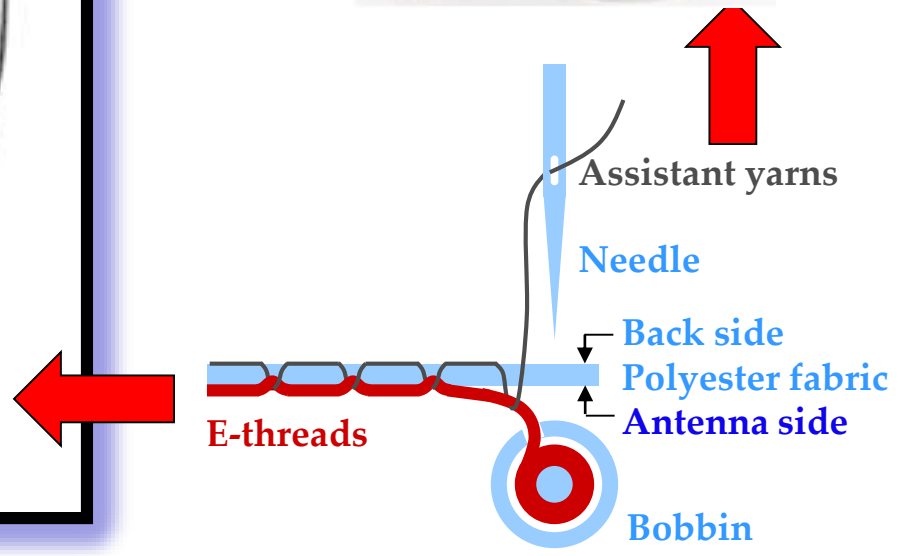 Assistant yarns
Needle
Back side
Polyester fabric
Antenna side
E-threads
Bobbin